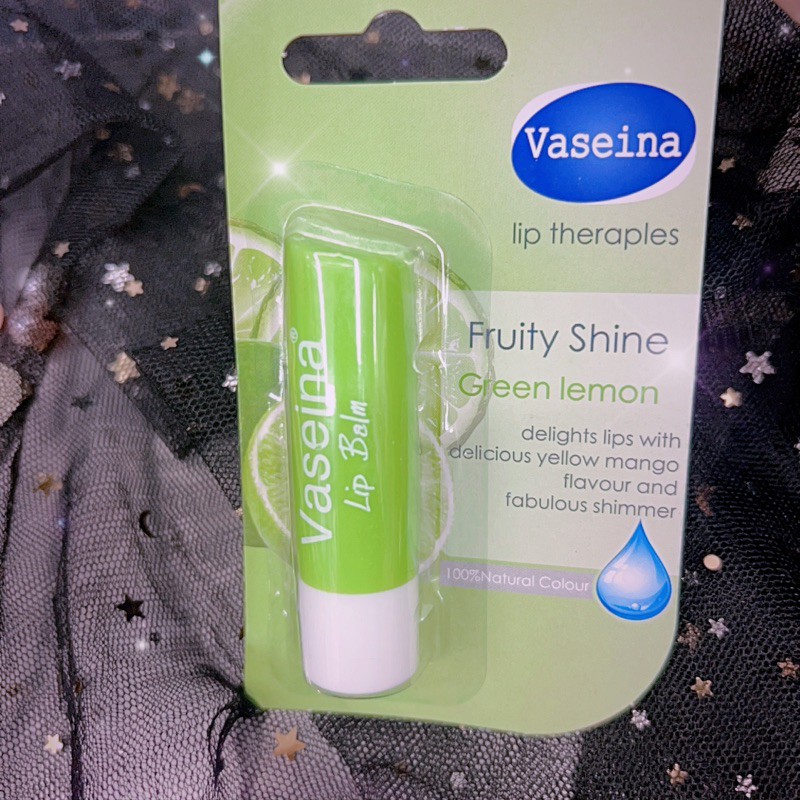 Vaseina
lip theraples
Fruity Shine
Green lemon
delights lips with
delicious yellow mango
flavour and
fabulous shimmer
100%Natural Colour
Vaseina®
Lip Balm